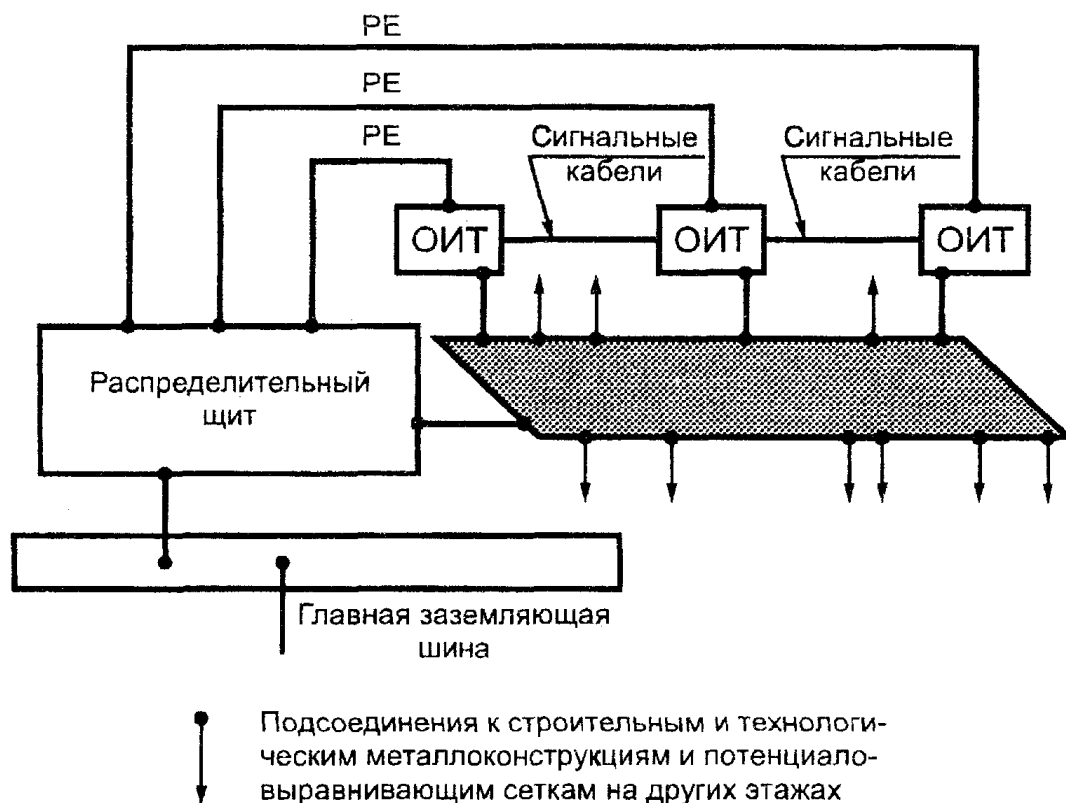 PE
PE
PE
Сигнальные
кабели
Сигнальные
кабели
ОИТ
ОИТ
ОИТ
Распределительный
щит
Главная заземляющая
шина
Подсоединения к строительным и технологи-
ческим металлоконструкциям и потенциало-
выравнивающим сеткам на других этажах